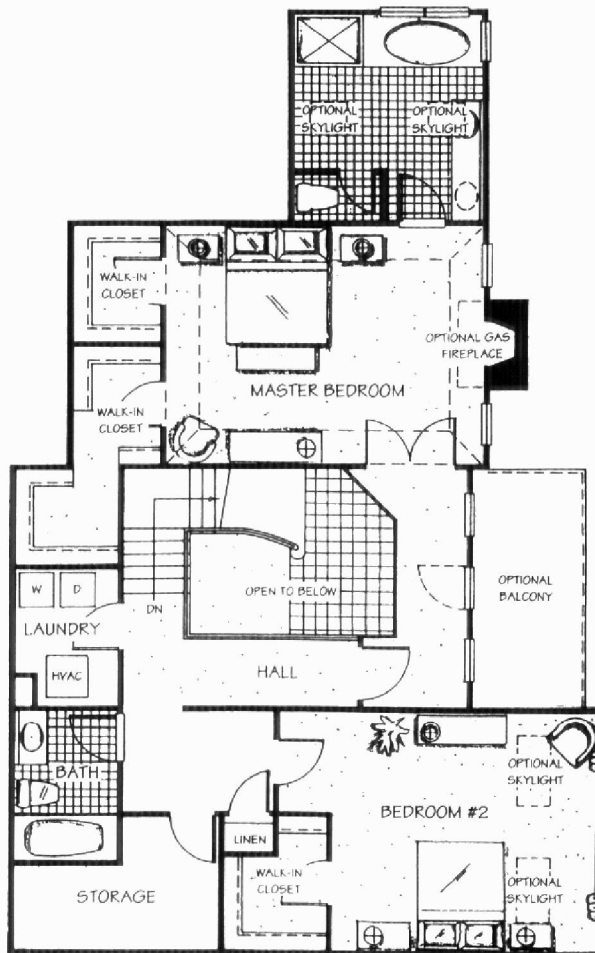 OPTIONAL
SKYLIGHT
OPTIONAL
SKYLIGHT
WALK-IN
CLOSET
OPTIONAL GAS
FIREPLACE
MASTER BEDROOM
WALK-IN
CLOSET
W
D
DN
OPEN TO BELOW
OPTIONAL
BALCONY
LAUNDRY
HVAC
HALL
BATH
OPTIONAL
SKYLIGHT
BEDROOM #2
LINEN
STORAGE
WALK-IN
CLOSET
OPTIONAL
SKYLIGHT